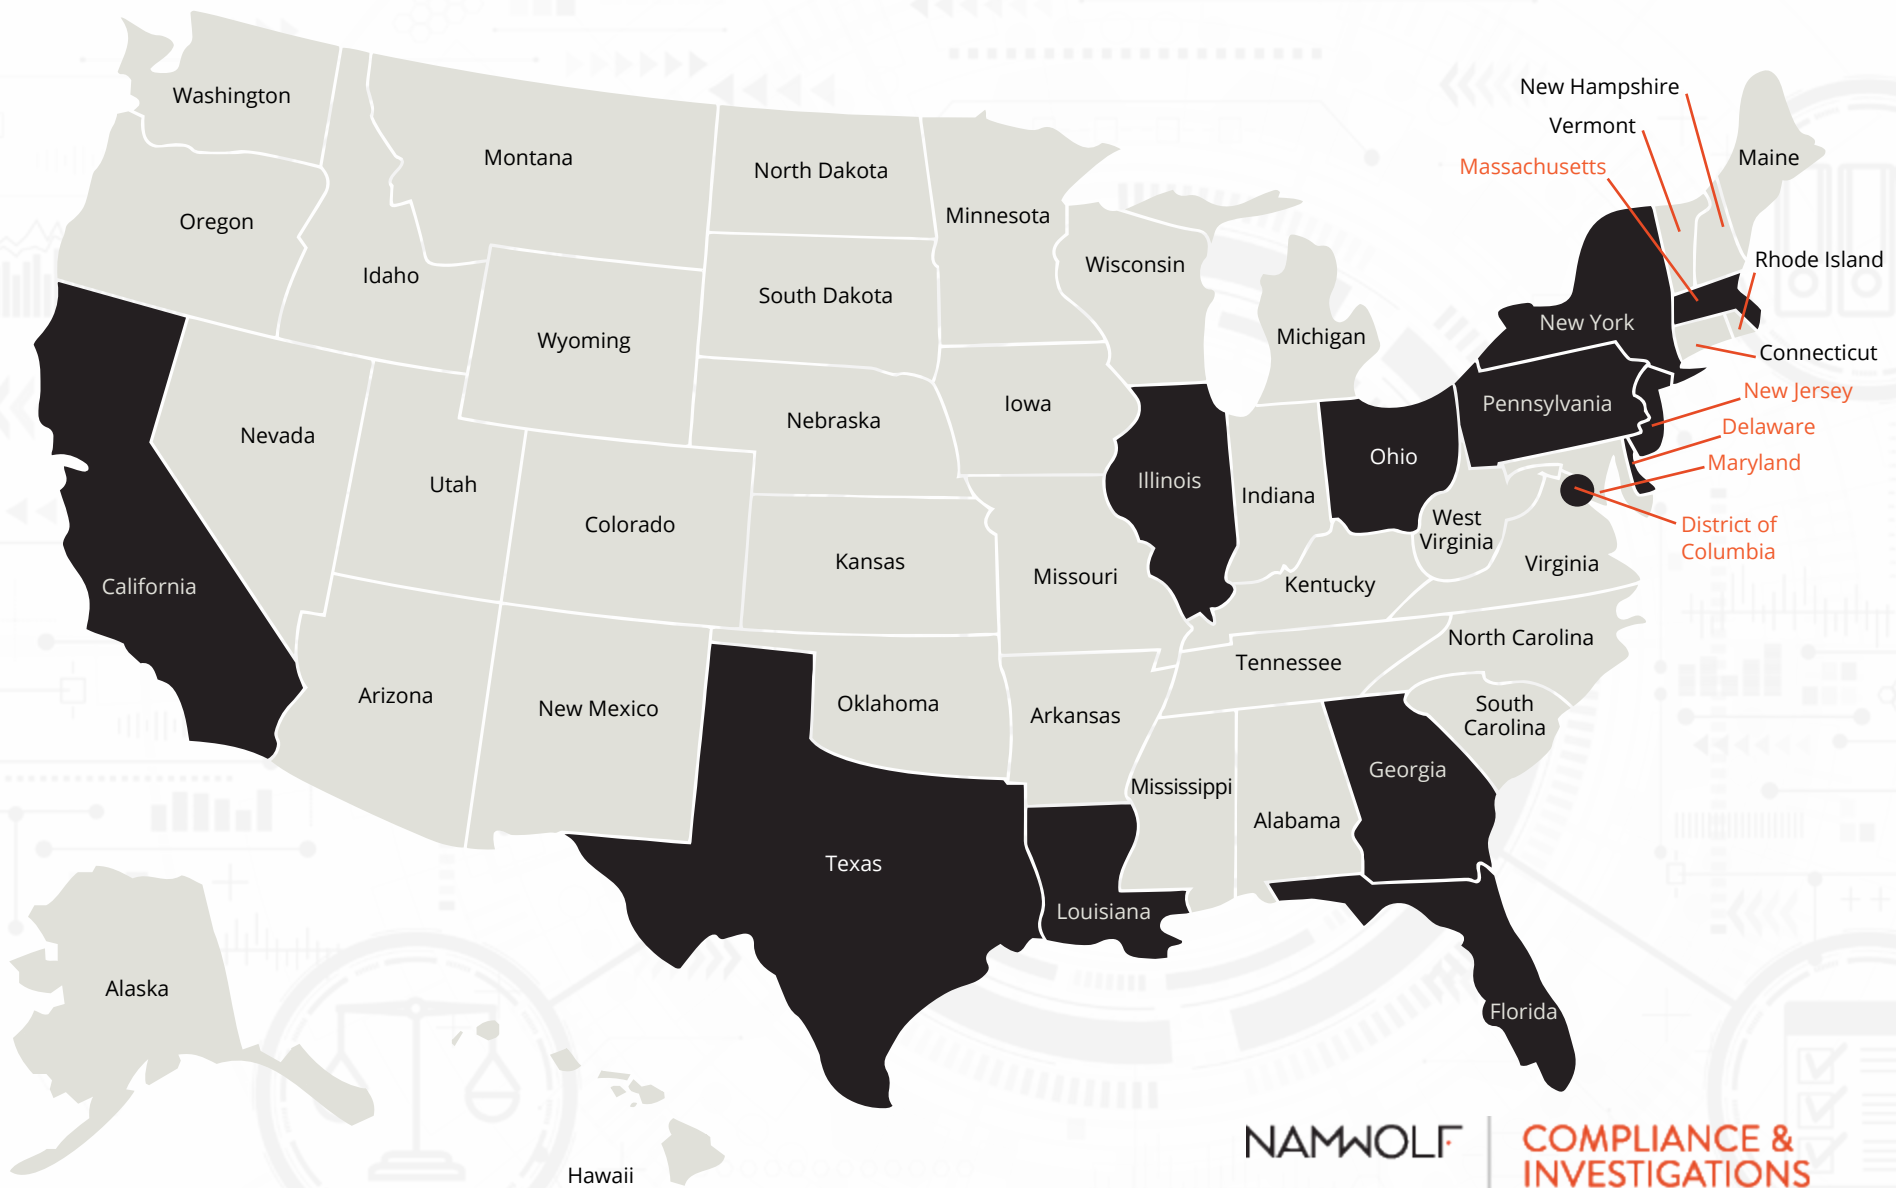 Washington
Montana
North Dakota
Minnesota
New Hampshire
Vermont
Massachusetts
Maine
Oregon
Idaho
Wyoming
South Dakota
Wisconsin
Michigan
New York
Rhode Island
Connecticut
New Jersey
Delaware
Maryland
District of
Columbia
Nevada
Utah
Colorado
Nebraska
Iowa
Illinois
Indiana
Ohio
Pennsylvania
West
Virginia
Virginia
California
Kansas
Missouri
Kentucky
Arizona
New Mexico
Oklahoma
Arkansas
Tennessee
North Carolina
South
Carolina
Texas
Louisiana
Mississippi
Alabama
Georgia
Florida
Alaska
Hawaii
NAMWOLF
COMPLIANCE &
INVESTIGATIONS